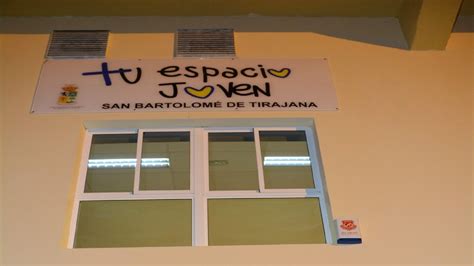 +tu espacio
JOVEN
SAN BARTOLOMÉ DE TIRAJANA